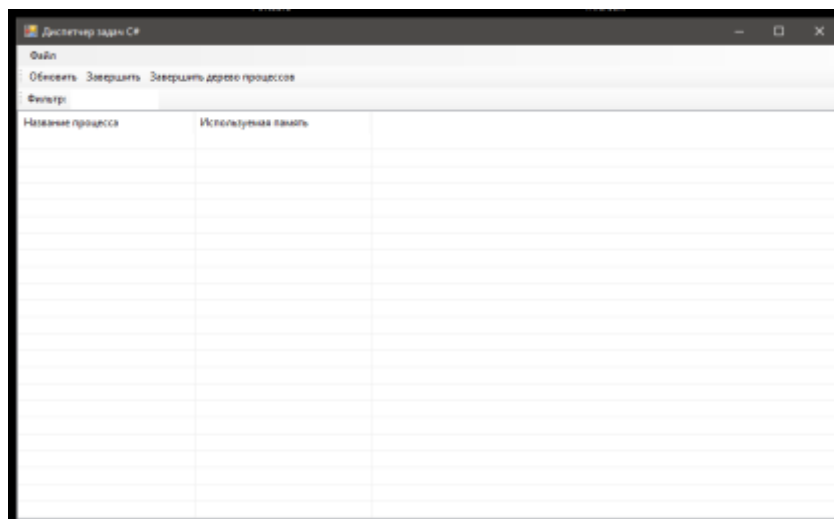 Диспетчер задач C#
Файл
Обновить Завершить Завершить дерево процессов
Фильтр:
Название процесса Используемая память